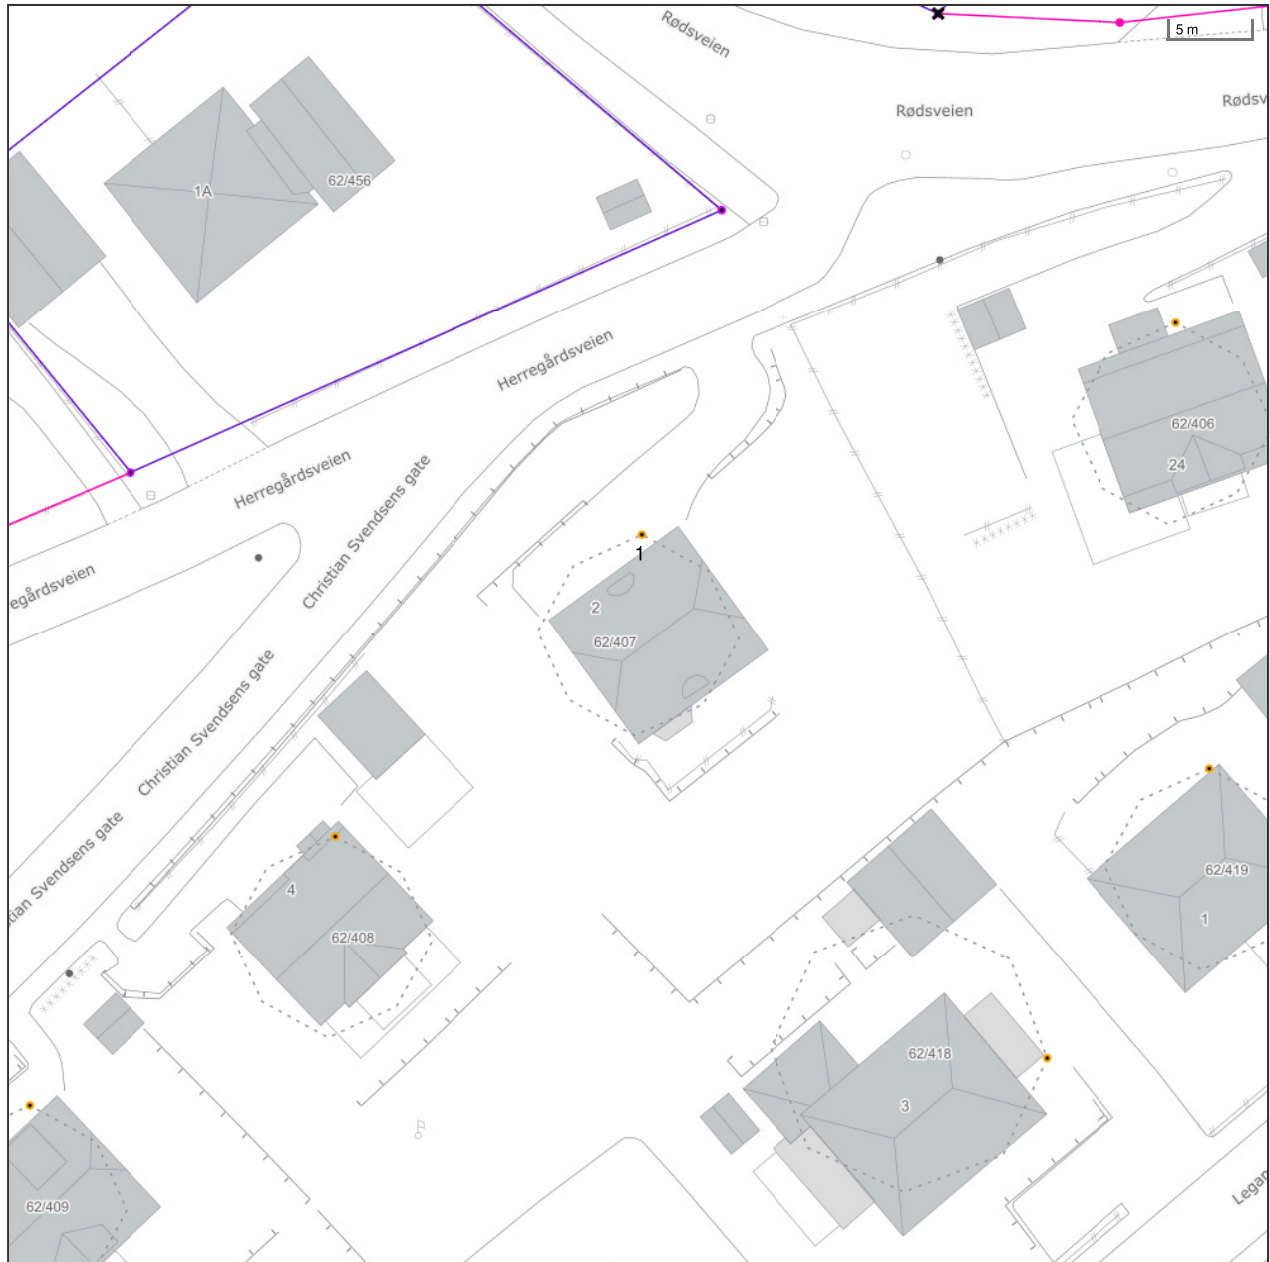 Rødsveien
5 m
Rødsveien
Rødsv
1A
62/456
Herregårdsveien
62/406
24
Herregårdsveien
Christian Svendsens gate
egårdsveien
1
2
62/407
Christian Svendsens gate
tian Svendsens gate
4
62/408
62/419
1
62/418
3
62/409
Legan